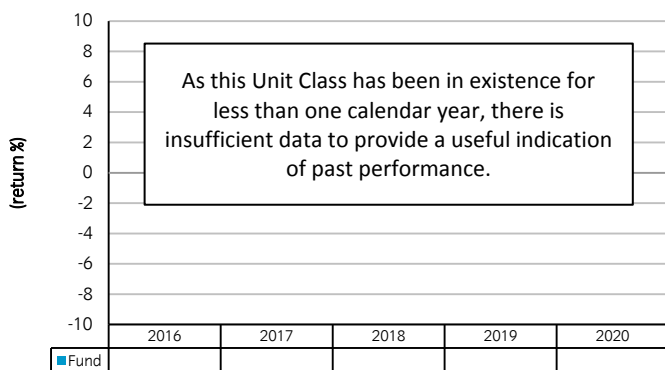 10
8
6
4
2
0
-2
-4
-6
-8
-10
(return %)
As this Unit Class has been in existence for
less than one calendar year, there is
insufficient data to provide a useful indication
of past performance.
2016 2017 2018 2019 2020
Fund